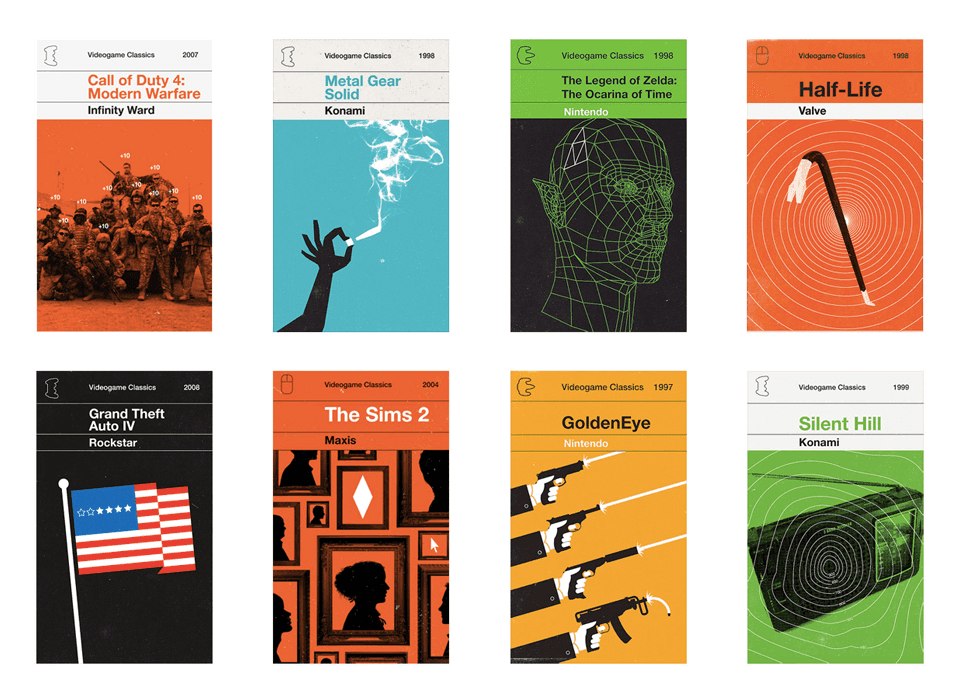 Videogame Classics 2007
Call of Duty 4:
Modern Warfare
Infinity Ward
+10
+10
+10
+10
+10
+10
+10
+10
+10
Videogame Classics 1998
Metal Gear
Solid
Konami
Videogame Classics 1998
The Legend of Zelda:
The Ocarina of Time
Nintendo
Videogame Classics 1998
Half-Life
Valve
Videogame Classics 2008
Grand Theft
Auto IV
Rockstar
Videogame Classics 2004
The Sims 2
Maxis
Videogame Classics 1997
GoldenEye
Nintendo
Videogame Classics 1999
Silent Hill
Konami